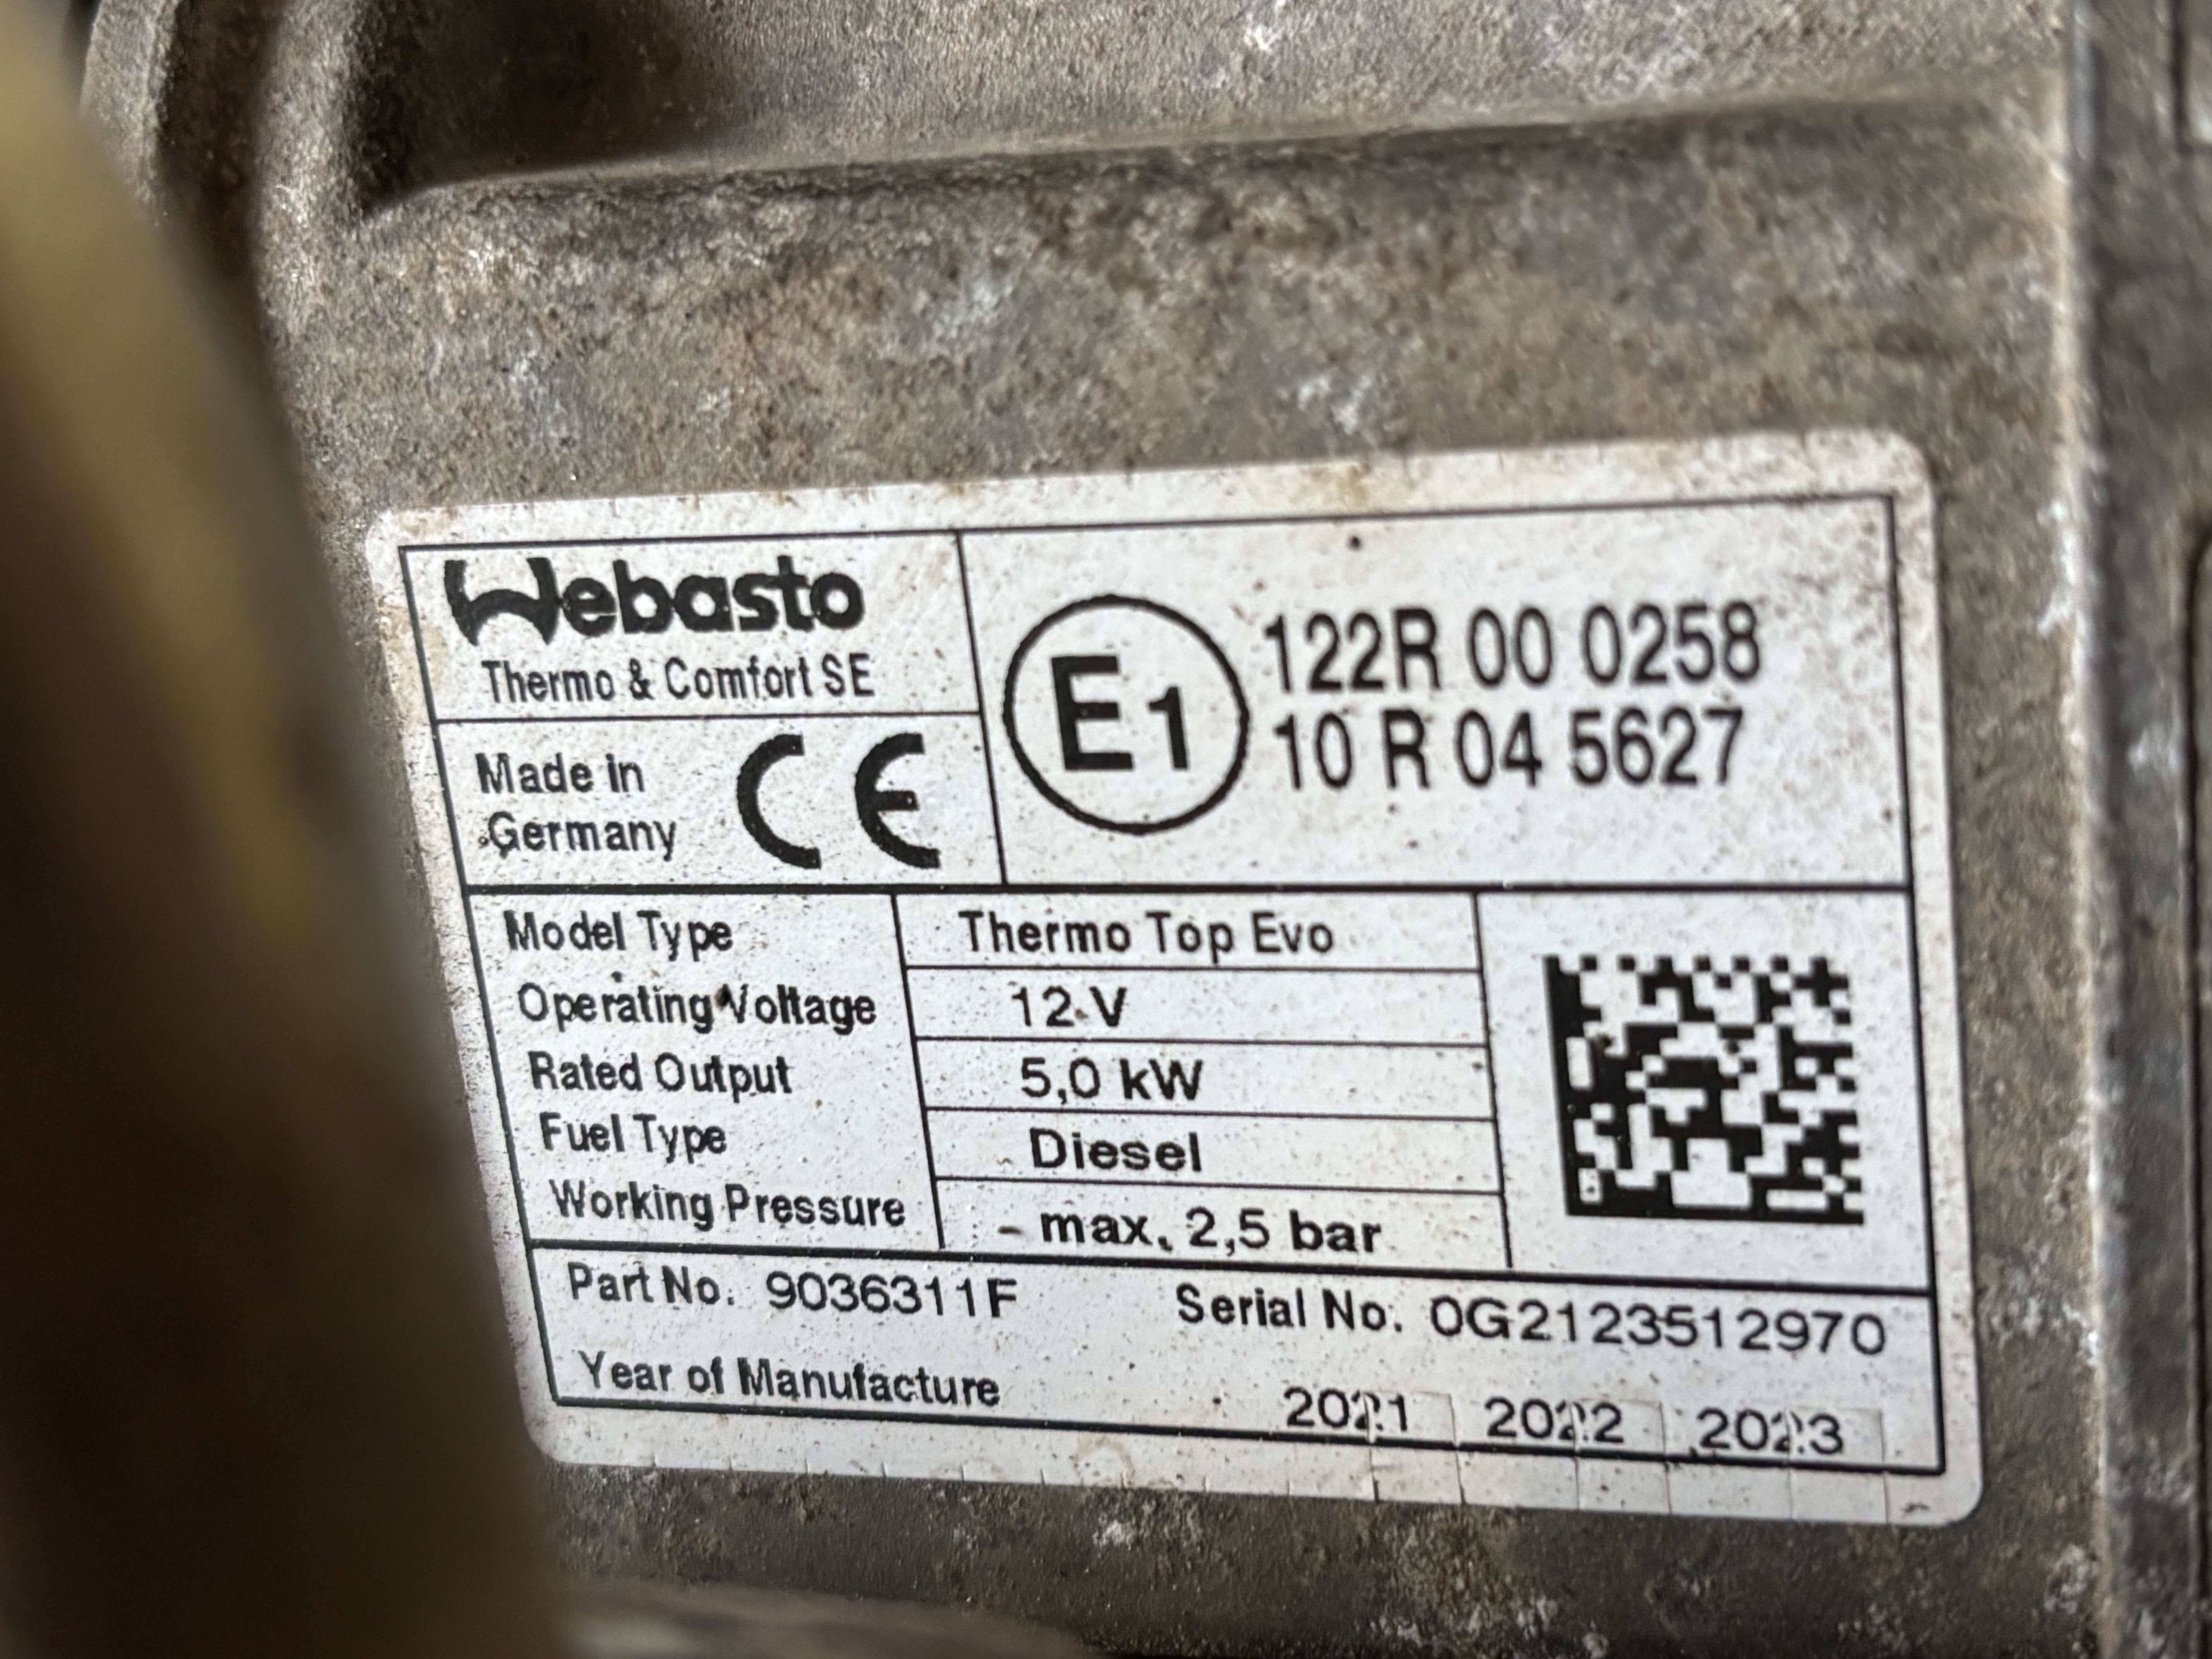 Webasto
Thermo & Comfort SE
Made in
Germany
CE
E1
122R 00 0258
10 R 04 5627
Model Type Thermo Top Evo
Operating Voltage 12 V
Rated Output 5,0 kW
Fuel Type Diesel
Working Pressure max. 2,5 bar
Part No. 9036311F Serial No. 0G2123512970
Year of Manufacture 2021 2022 2023